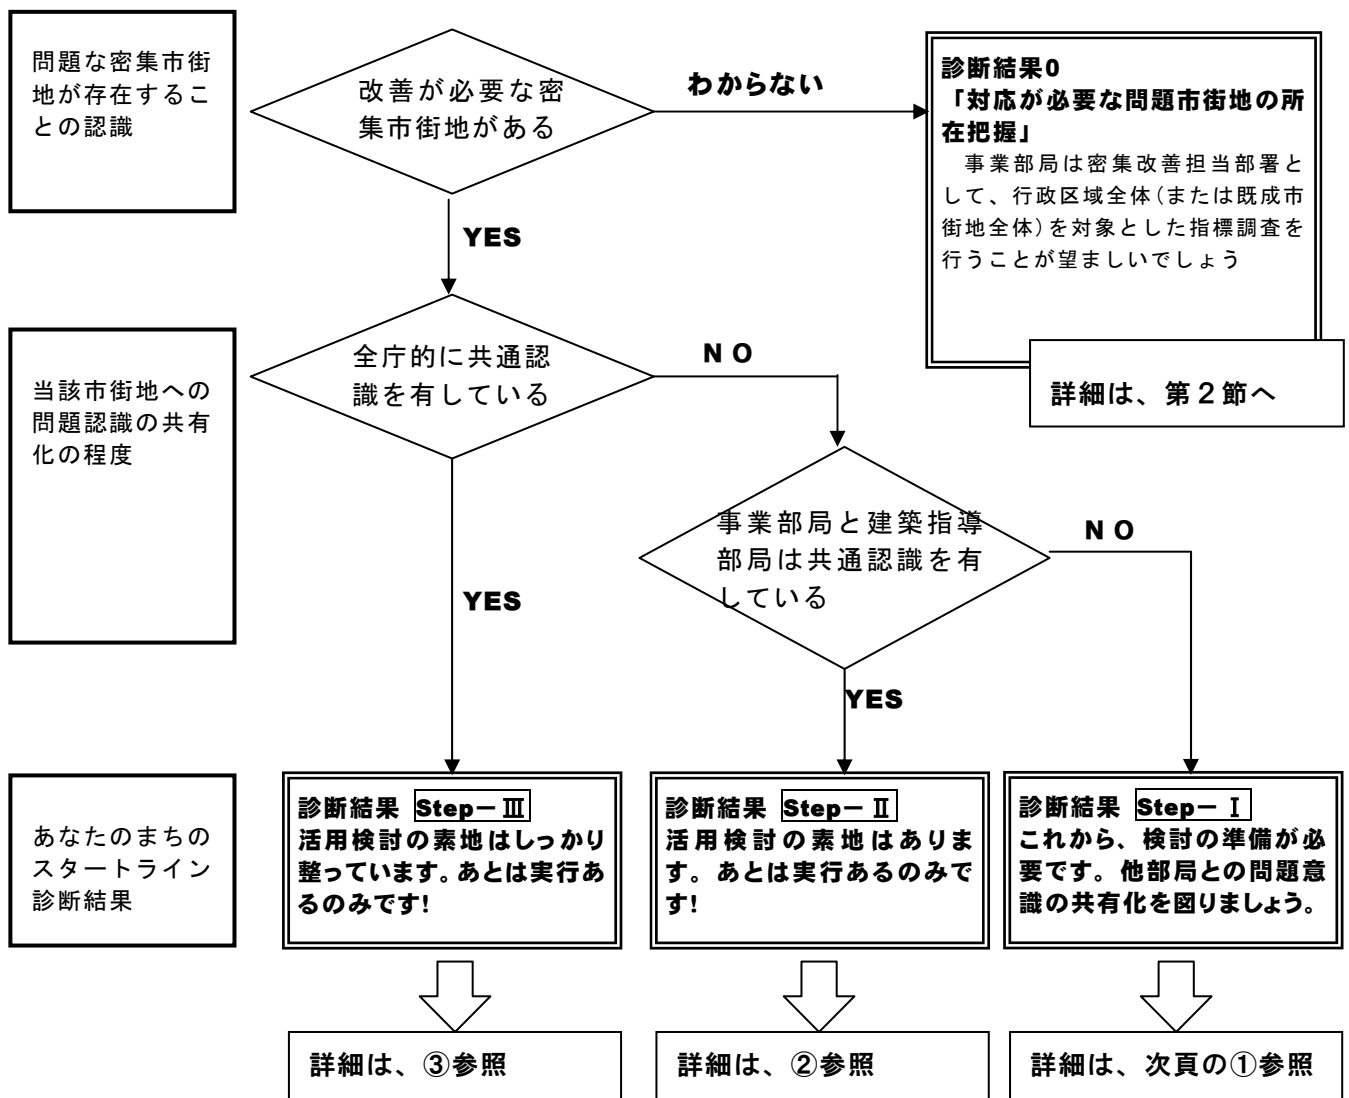 問題な密集市街
地が存在するこ
との認識
改善が必要な密
集市街地がある
わからない
診断結果0
「対応が必要な問題市街地の所
在把握」
事業部局は密集改善担当部署と
して、行政区域全体(または既成市
街地全体)を対象とした指標調査を
行うことが望ましいでしょう
詳細は、第２節へ
YES
当該市街地への
問題認識の共有
化の程度
全庁的に共通認
識を有している
ＮＯ
事業部局と建築指導
部局は共通認識を有
している
ＮＯ
YES
YES
あなたのまちの
スタートライン
診断結果
診断結果 Step－Ⅲ
活用検討の素地はしっかり
整っています。あとは実行あ
るのみです!
診断結果 Step－Ⅱ
活用検討の素地はありま
す。あとは実行あるのみで
す!
診断結果 Step－Ⅰ
これから、検討の準備が必
要です。他部局との問題意
識の共有化を図りましょう。
詳細は、③参照
詳細は、②参照
詳細は、次頁の①参照